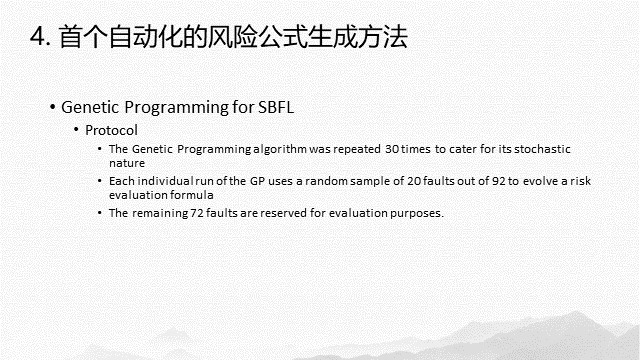 4. 首个自动化的风险公式生成方法
• Genetic Programming for SBFL
• Protocol
• The Genetic Programming algorithm was repeated 30 times to cater for its stochastic
nature
• Each individual run of the GP uses a random sample of 20 faults out of 92 to evolve a risk
evaluation formula
• The remaining 72 faults are reserved for evaluation purposes.